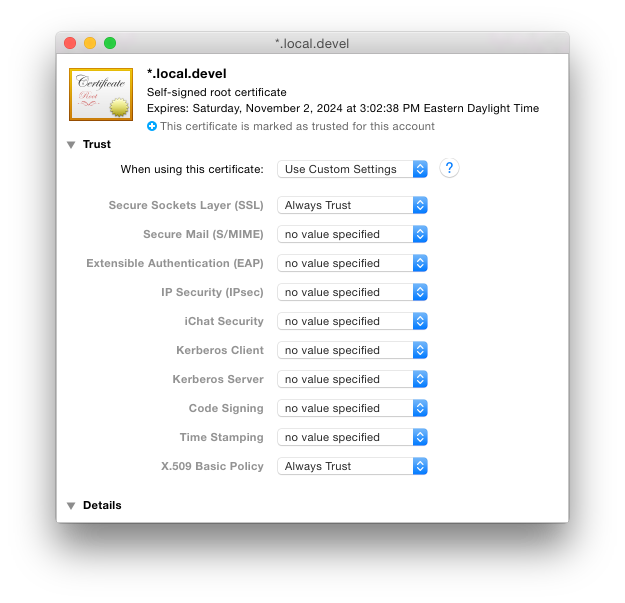 *.local.devel
Certificate
Root
*.local.devel
Self-signed root certificate
Expires: Saturday, November 2, 2024 at 3:02:38 PM Eastern Daylight Time
This certificate is marked as trusted for this account
Trust
When using this certificate: Use Custom Settings ?
Secure Sockets Layer (SSL) Always Trust
Secure Mail (S/MIME) no value specified
Extensible Authentication (EAP) no value specified
IP Security (IPsec) no value specified
iChat Security no value specified
Kerberos Client no value specified
Kerberos Server no value specified
Code Signing no value specified
Time Stamping no value specified
X.509 Basic Policy Always Trust
Details